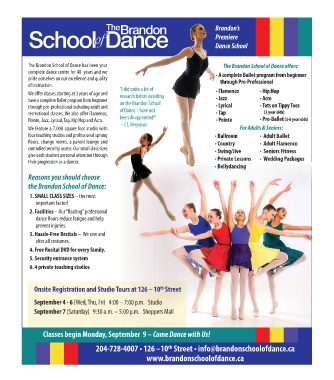 The Brandon
School of Dance
Brandon's
Premiere
Dance School
The Brandon School of Dance has been your
complete dance centre for 40 years and we
pride ourselves on our excellence and quality
of instruction.
We offer classes starting at 3 years of age and
have a complete Ballet program from beginner
through pre-professional including adult and
recreational classes. We also offer Flamenco,
Pointe, Jazz, Lyrical, Tap, Hip Hop and Acro.
We feature a 7,000 square foot studio with
four teaching studios and professional sprung
floors, change rooms, a parent lounge and
controlled security access. Our small class sizes
give each student personal attention through
their progression as a dancer.
Reasons you should choose
the Brandon School of Dance:
1. SMALL CLASS SIZES – the most
important factor!
2. Facilities – Our "floating" professional
dance floors reduce fatigue and help
prevent injuries.
3. Hassle-Free Recitals – We sew and
alter all costumes.
4. Free Recital DVD for every family.
5. Security entrance system
6. 4 private teaching studios
"I did quite a bit of
research before deciding
on the Brandon School
of Dance, I have not
been disappointed!"
The Brandon School of Dance offers:
• A complete Ballet program from beginner
through Pre-Professional
• Flamenco
• Jazz
• Lyrical
• Tap
• Pointe
• Hip Hop
• Acro
• Tots on Tippy Toes
(3 year olds)
• Pre-Ballet (4-6 year olds)
For Adults & Seniors:
• Ballroom
• Country
• Swing/Jive
• Private Lessons
• Bellydancing
• Adult Ballet
• Adult Flamenco
• Seniors Fitness
• Wedding Packages
Onsite Registration and Studio Tours at 126 – 10th Street
September 4 - 6 (Wed, Thu, Fri) 4:00 – 7:00 p.m. Studio
September 7 (Saturday) 9:30 a.m. – 5:00 p.m. Shoppers Mall
Classes begin Monday, September 9 – Come Dance with Us!
204-728-4007 • 126 –10th Street • info@brandonschoolofdance.ca
www.brandonschoolofdance.ca